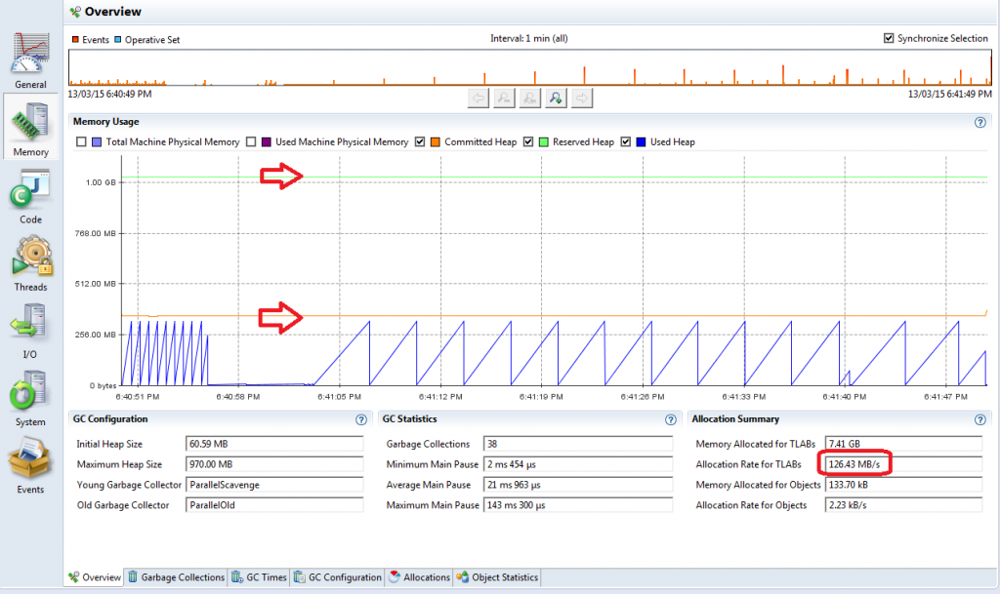 Overview
Events Operative Set Interval: 1 min (all) Synchronize Selection
General
13/03/15 6:40:49 PM 13/03/15 6:41:49 PM
Memory Usage
Total Machine Physical Memory Used Machine Physical Memory Committed Heap Reserved Heap Used Heap
Memory
1.00 GB
Code
768.00 MB
512.00 MB
Threads
256.00 MB
I/O
0 bytes
6:40:51 PM 6:40:58 PM 6:41:05 PM 6:41:12 PM 6:41:19 PM 6:41:26 PM 6:41:33 PM 6:41:40 PM 6:41:47 PM
System
GC Configuration GC Statistics Allocation Summary
Initial Heap Size 60.59 MB Garbage Collections 38 Memory Allocated for TLABs 7.41 GB
Maximum Heap Size 970.00 MB Minimum Main Pause 2 ms 454 µs Allocation Rate for TLABs 126.43 MB/s
Young Garbage Collector ParallelScavenge Average Main Pause 21 ms 963 µs Memory Allocated for Objects 133.70 kB
Events
Old Garbage Collector ParallelOld Maximum Main Pause 143 ms 300 µs Allocation Rate for Objects 2.23 kB/s
Overview Garbage Collections GC Times GC Configuration Allocations Object Statistics